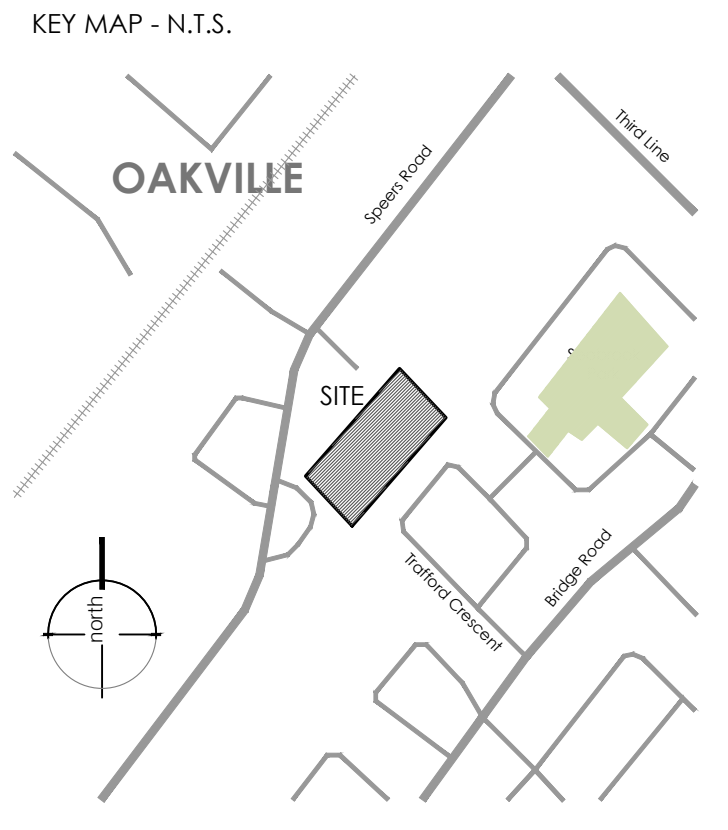 KEY MAP - N.T.S.
OAKVILLE
Third Line
Speers Road
SITE
Trafford Crescent
Bridge Road
north